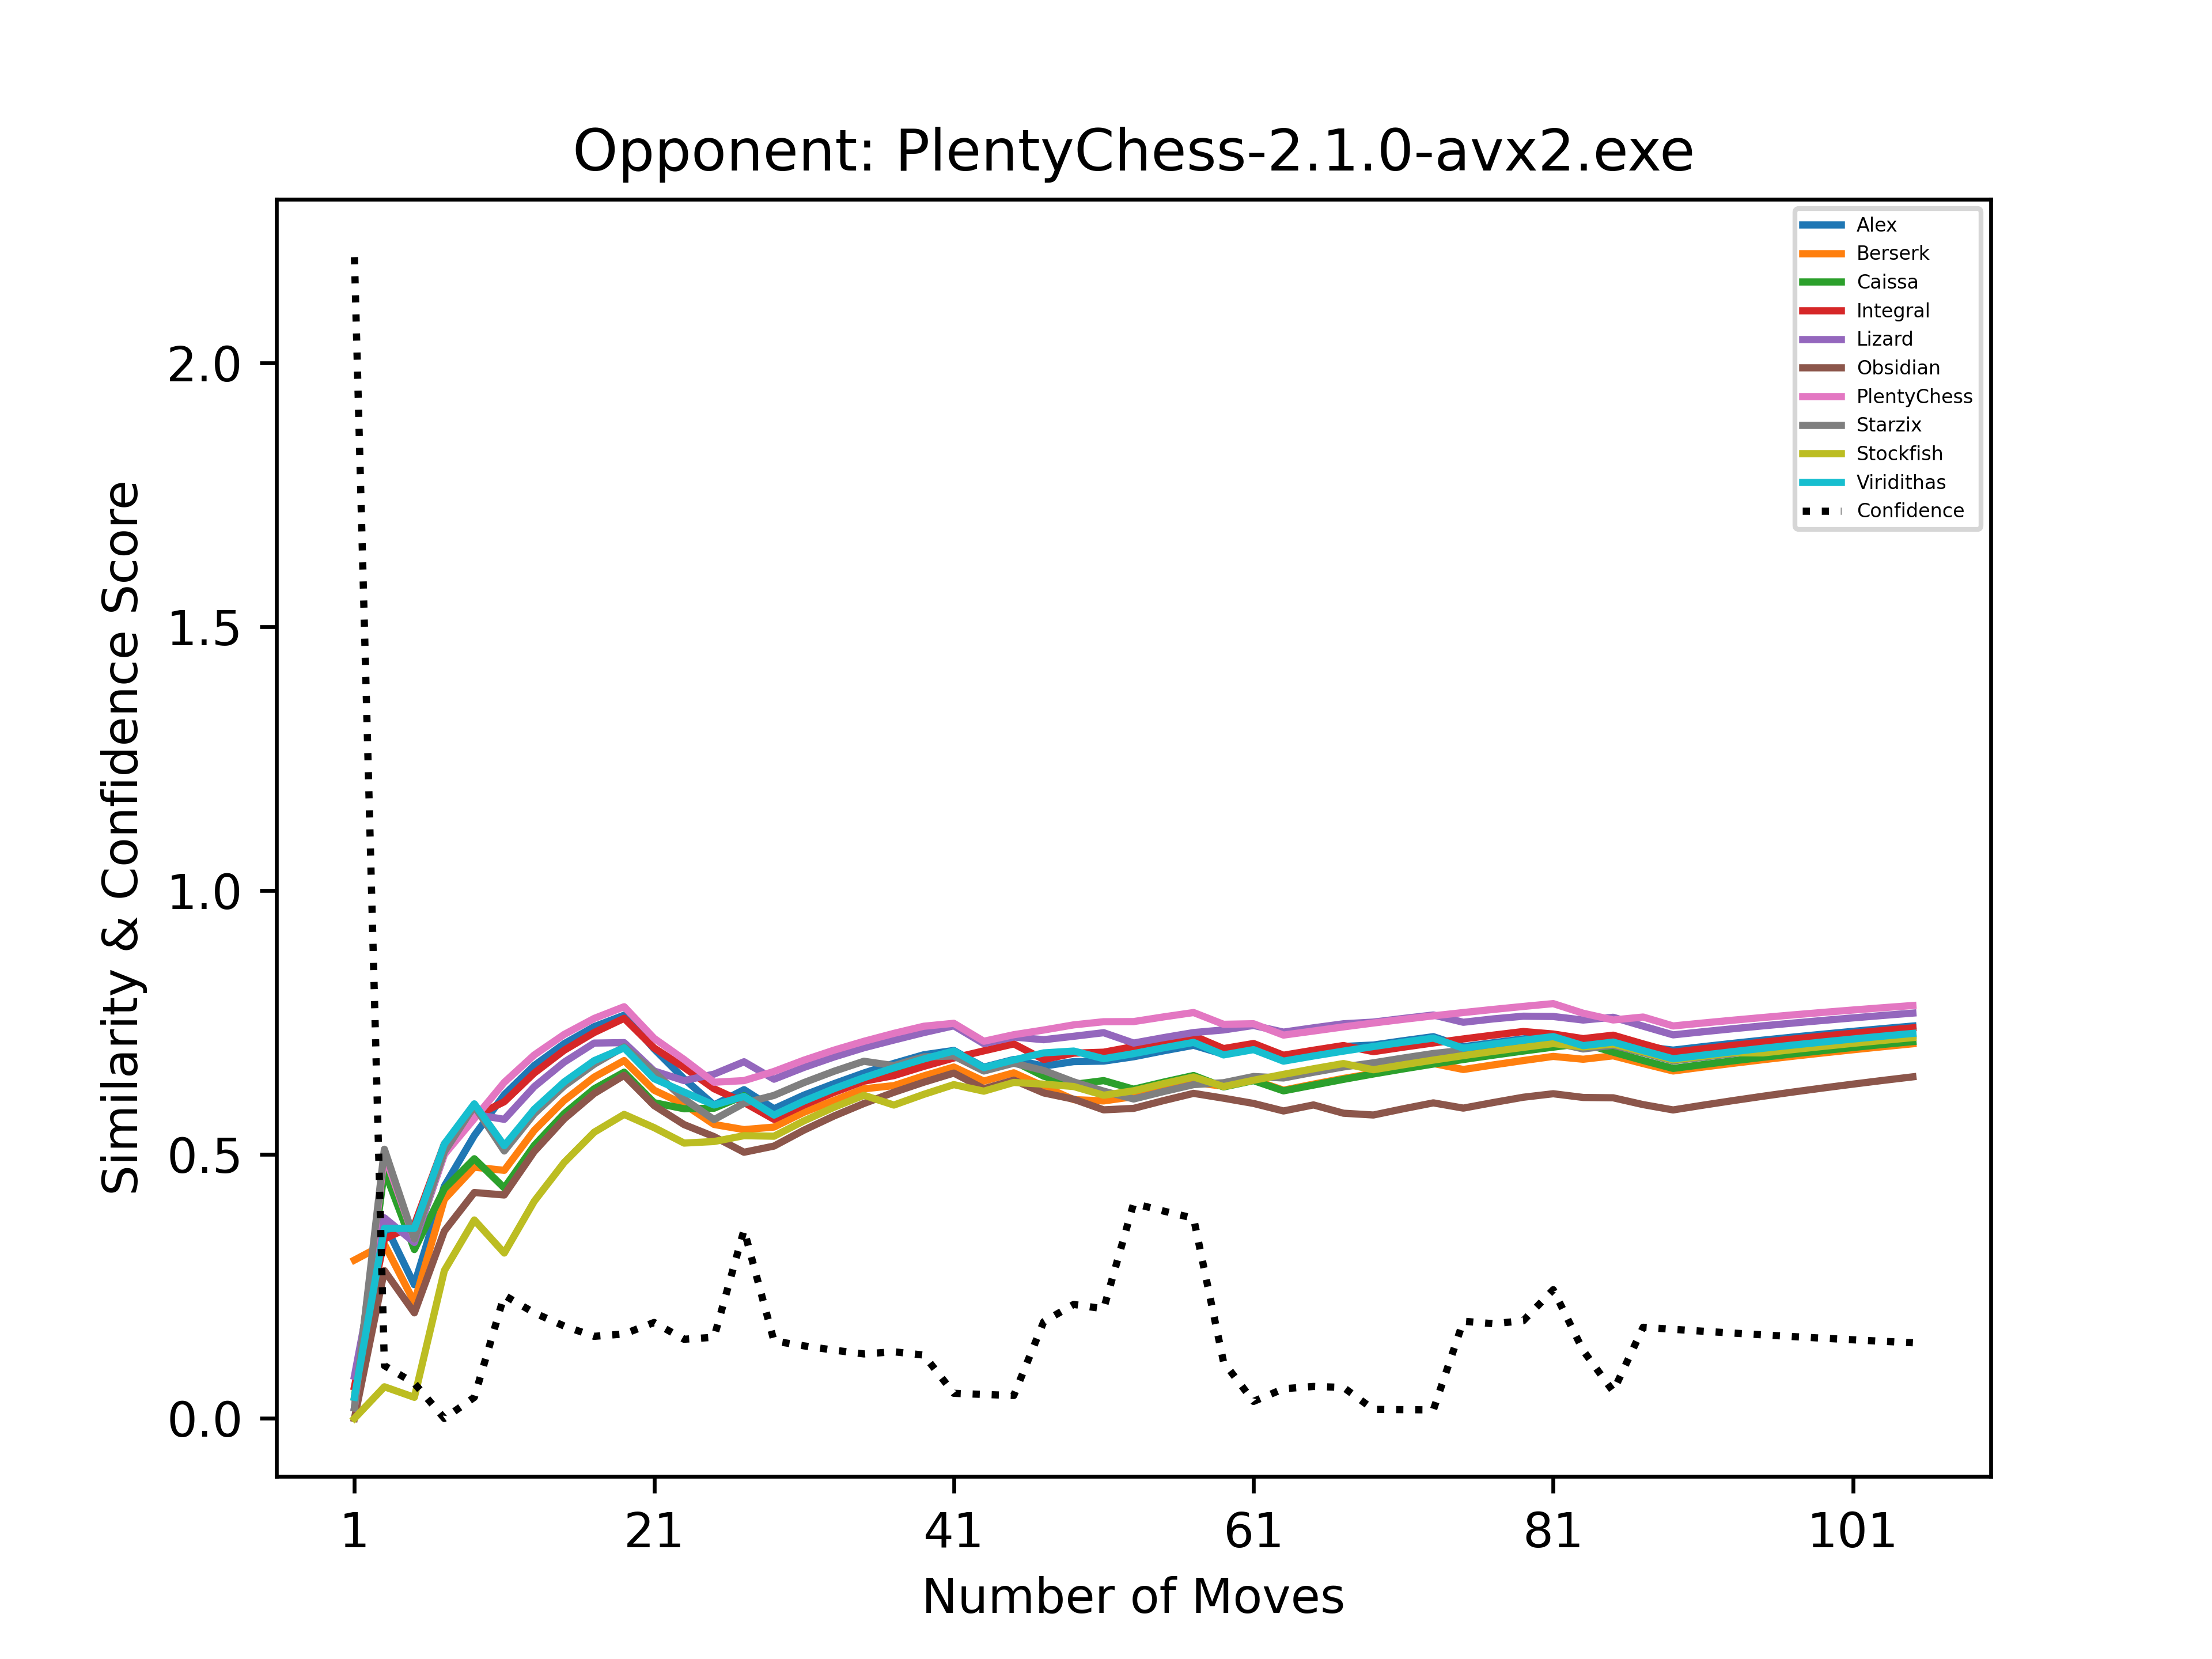 Opponent: PlentyChess-2.1.0-avx2.exe
Similarity & Confidence Score
2.0
1.5
1.0
0.5
0.0
Alex
Berserk
Caissa
Integral
Lizard
Obsidian
PlentyChess
Starzix
Stockfish
Viridithas
Confidence
1 21 41 61 81 101
Number of Moves